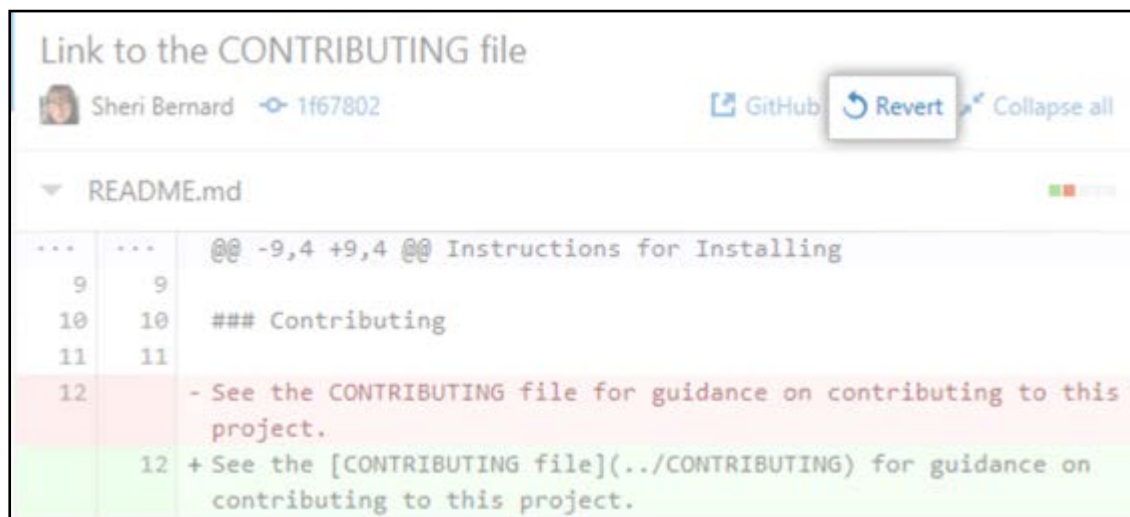 Link to the CONTRIBUTING file
Sheri Bernard 1f67802 GitHub Revert Collapse all
README.md
... ... @@ -9,4 +9,4 @@ Instructions for Installing
9 9
10 10 ### Contributing
11 11
12 - See the CONTRIBUTING file for guidance on contributing to this
project.
12 + See the [CONTRIBUTING file](../CONTRIBUTING) for guidance on
contributing to this project.